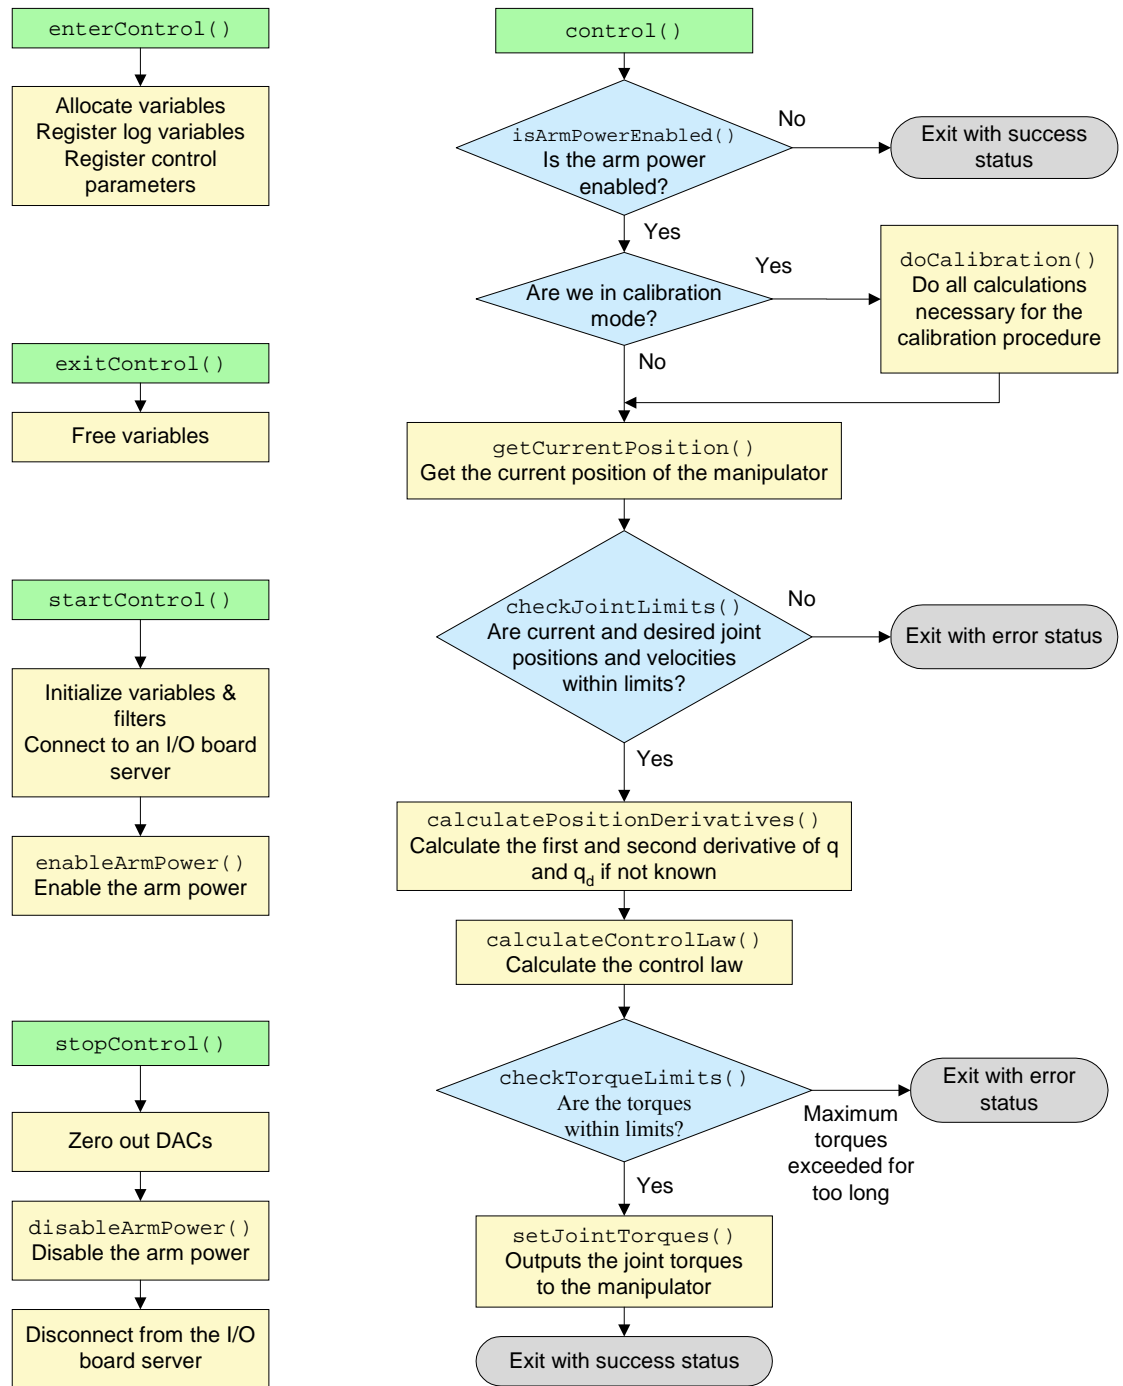 enterControl()
Allocate variables
Register log variables
Register control
parameters
exitControl()
Free variables
startControl()
Initialize variables &
filters
Connect to an I/O board
server
enableArmPower()
Enable the arm power
stopControl()
Zero out DACs
disableArmPower()
Disable the arm power
Disconnect from the I/O
board server
control()
isArmPowerEnabled()
Is the arm power
enabled?
No
Exit with success
status
Yes
Are we in calibration
mode?
Yes
doCalibration()
Do all calculations
necessary for the
calibration procedure
No
getCurrentPosition()
Get the current position of the manipulator
checkJointLimits()
Are current and desired joint
positions and velocities
within limits?
No
Exit with error status
Yes
calculatePositionDerivatives()
Calculate the first and second derivative of q
and qd if not known
calculateControlLaw()
Calculate the control law
checkTorqueLimits()
Are the torques
within limits?
Maximum
torques
exceeded for
too long
Exit with error
status
Yes
setJointTorques()
Outputs the joint torques
to the manipulator
Exit with success status